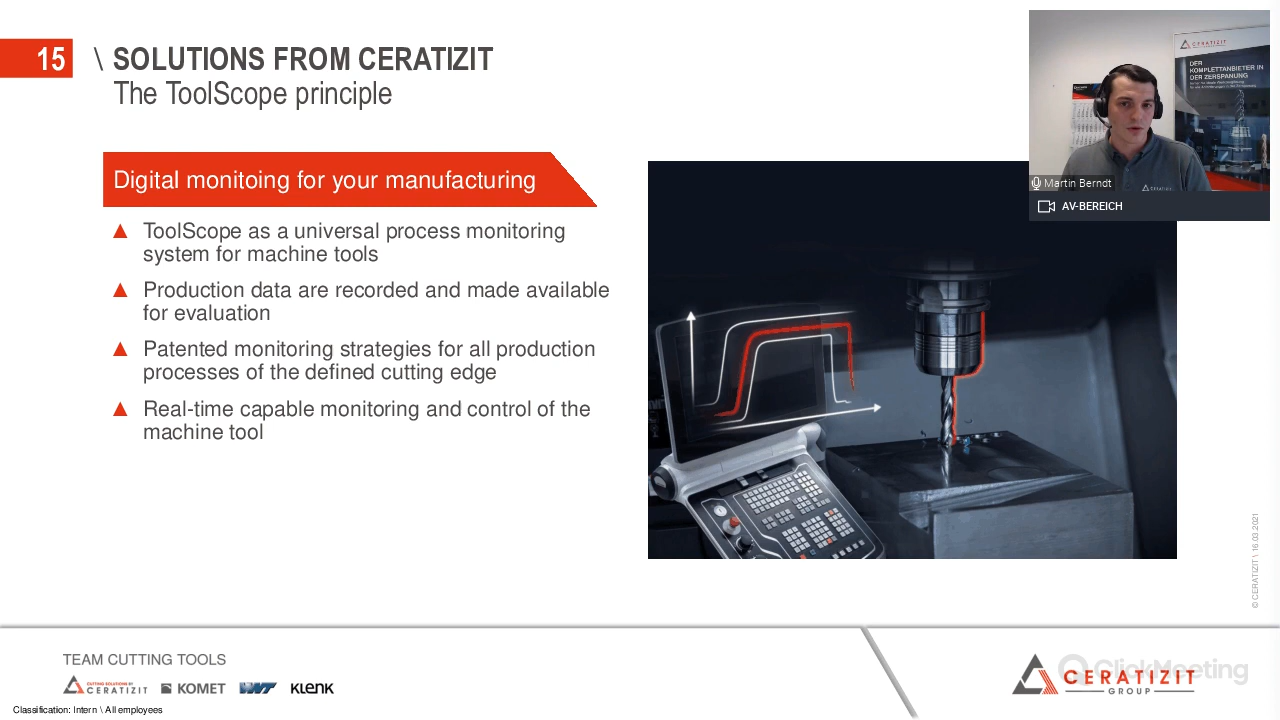 15
\ SOLUTIONS FROM CERATIZIT
The ToolScope principle
Digital monitoing for your manufacturing
▲ ToolScope as a universal process monitoring
system for machine tools
▲ Production data are recorded and made available
for evaluation
▲ Patented monitoring strategies for all production
processes of the defined cutting edge
▲ Real-time capable monitoring and control of the
machine tool
CERATIZIT
DER
KOMPLETTANBIETER IN
DER ZERSPANUNG
CERATIZIT
Martin Berndt
AV-BEREICH
© CERATIZIT \ 16.03.2021
TEAM CUTTING TOOLS
CUTTING SOLUTIONS BY
CERATIZIT
KOMET
WNT
KLENK
Classification: Intern \ All employees
ClickMeeting
CERATIZIT
GROUP